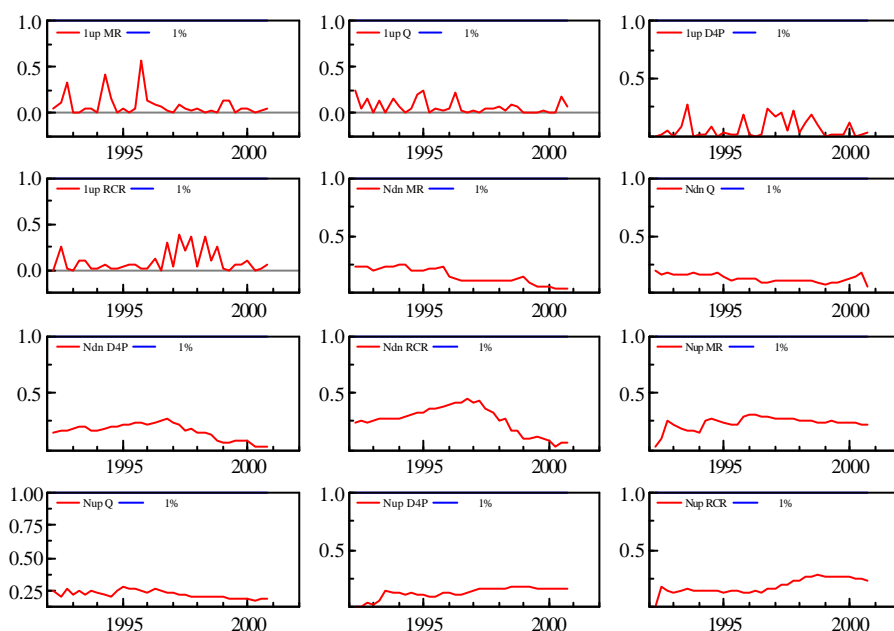 1.0 1up MR 1% 1.0 1up Q 1% 1.0 1up D4P 1%
0.5 0.5 0.5
0.0 0.0
1995 2000 1995 2000 1995 2000
1.0 1up RCR 1% 1.0 Ndn MR 1% 1.0 Ndn Q 1%
0.5 0.5 0.5
0.0
1995 2000 1995 2000 1995 2000
1.0 Ndn D4P 1% 1.0 Ndn RCR 1% 1.0 Nup MR 1%
0.5 0.5 0.5
1995 2000 1995 2000 1995 2000
1.00 Nup Q 1% 1.0 Nup D4P 1% 1.0 Nup RCR 1%
0.75
0.50 0.5 0.5
0.25
1995 2000 1995 2000 1995 2000